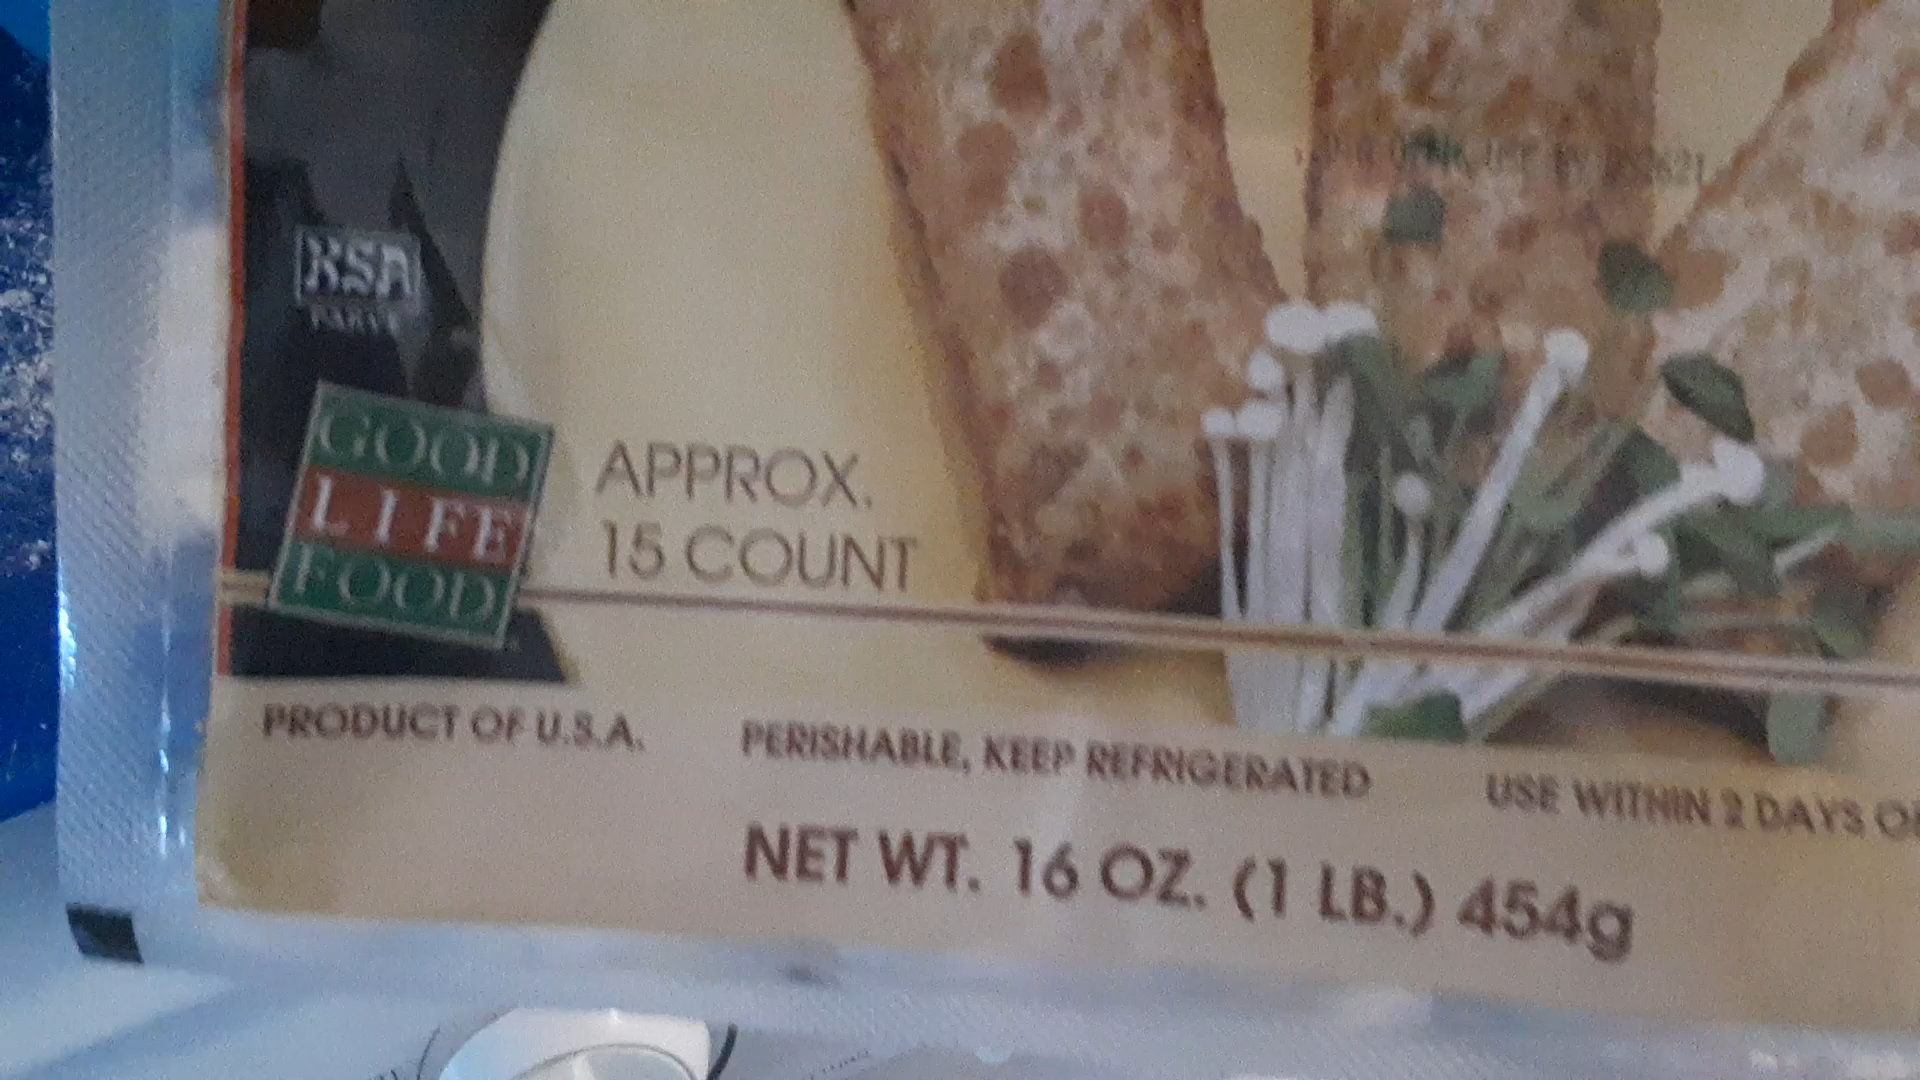 KSA
PARVE
GOOD
LIFE
FOOD
APPROX.
15 COUNT
PRODUCT OF U.S.A.
PERISHABLE, KEEP REFRIGERATED
USE WITHIN 2 DAYS
NET WT. 16 OZ. (1 LB.) 454g